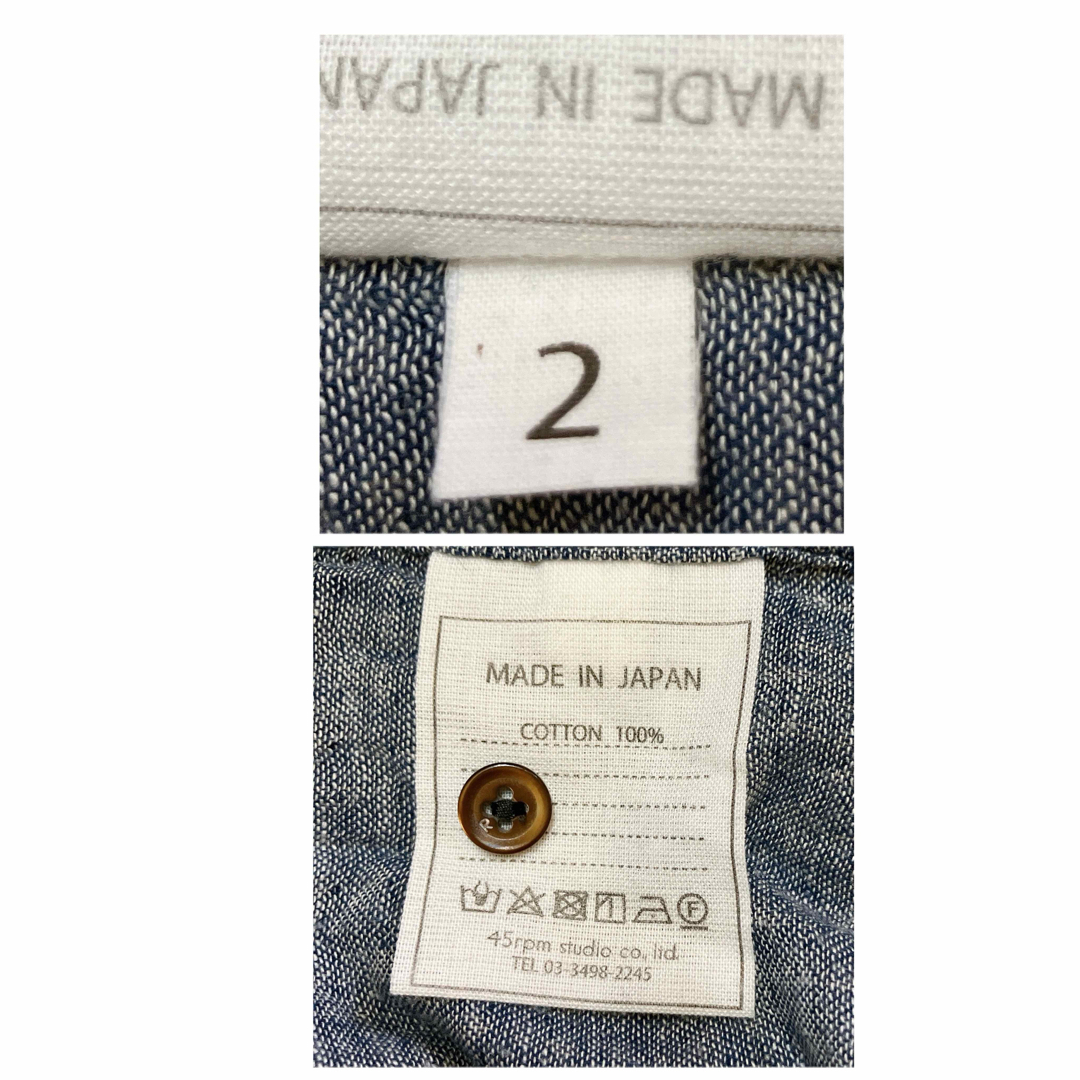 MADE IN JAPAN
2
MADE IN JAPAN
COTTON 100%
F
45rpm studio co., ltd.
TEL 03-3498-2245